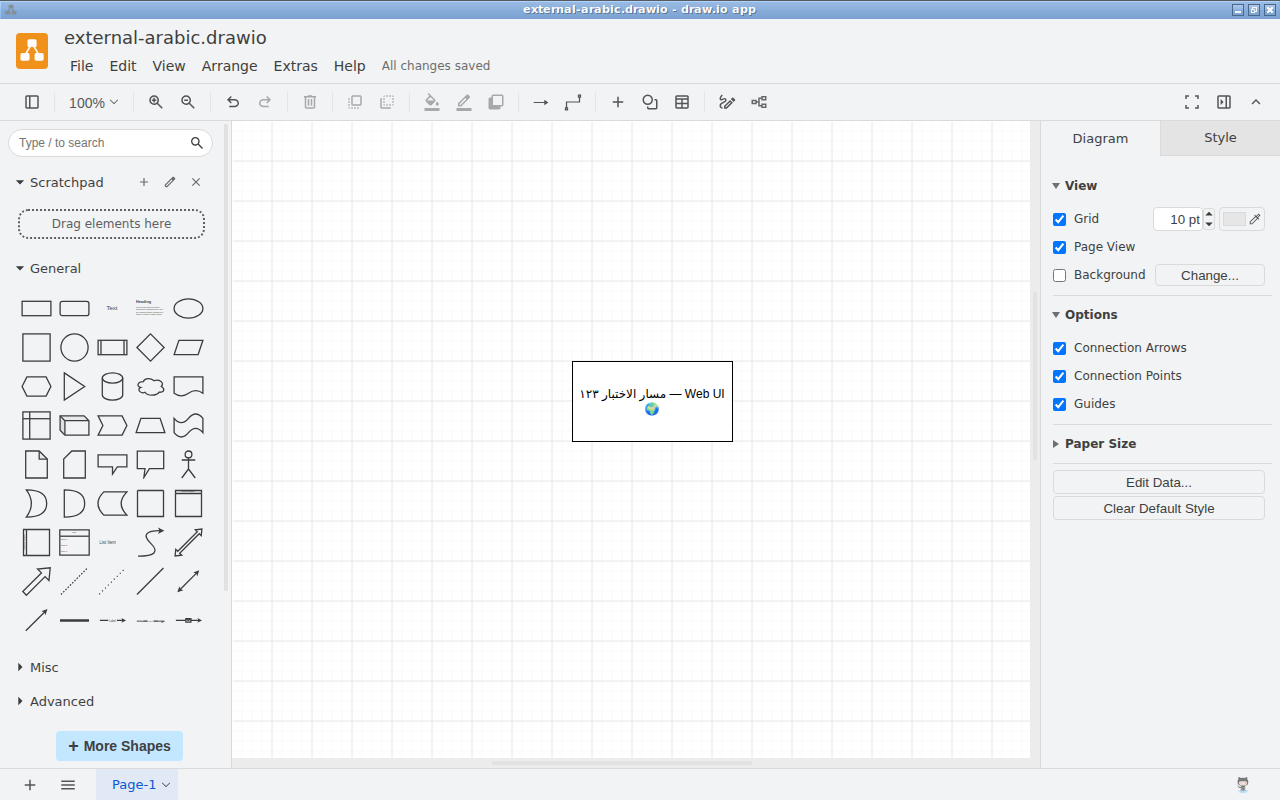 external-arabic.drawio - draw.io app
external-arabic.drawio
File Edit View Arrange Extras Help All changes saved
100%
Type / to search
Scratchpad
Drag elements here
General
Text
Heading
List Item
Misc
Advanced
+ More Shapes
مسار الاختبار ١٢٣ — Web UI
🌍
Diagram Style
View
Grid 10 pt
Page View
Background Change...
Options
Connection Arrows
Connection Points
Guides
Paper Size
Edit Data...
Clear Default Style
Page-1